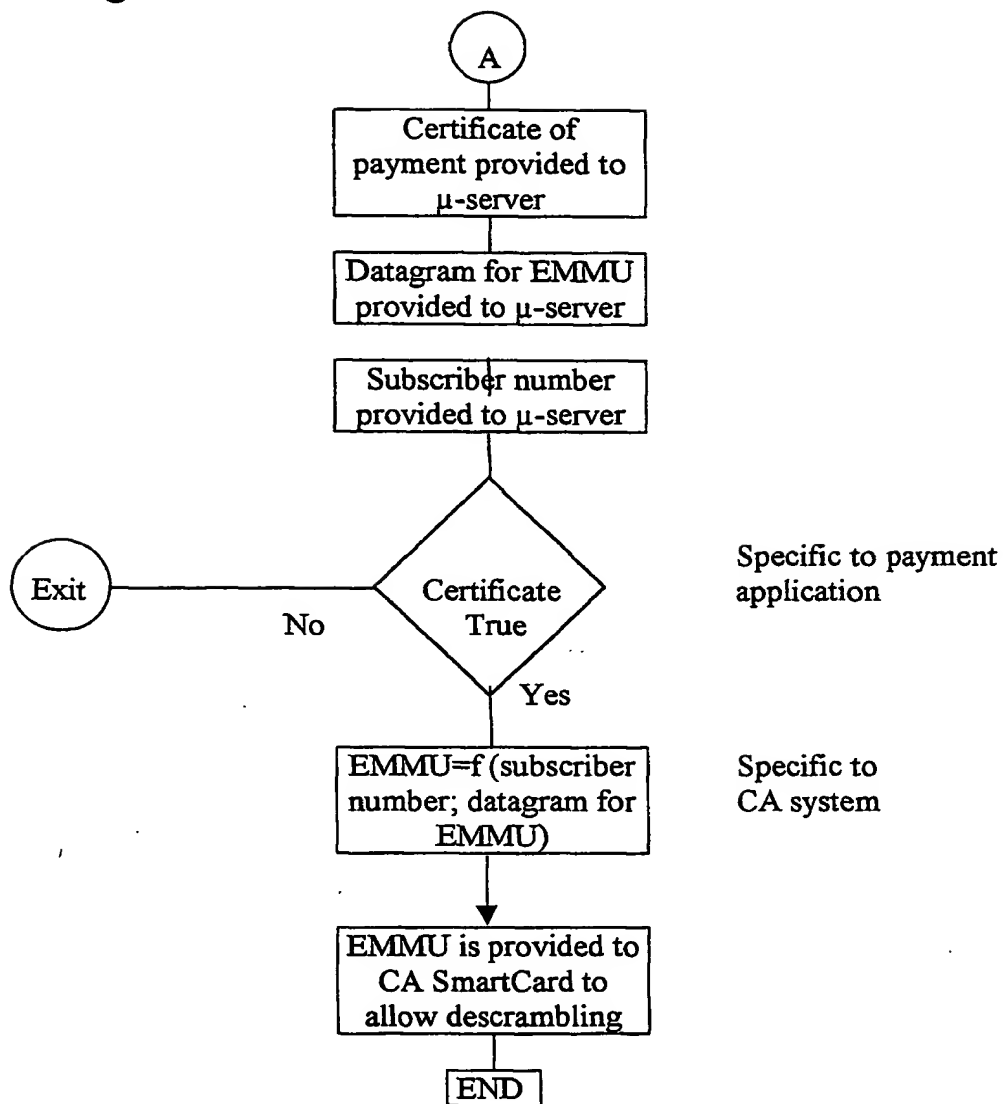 A
Certificate of
payment provided to
μ-server
Datagram for EMMU
provided to μ-server
Subscriber number
provided to μ-server
Certificate
True
Specific to payment
application
Exit
No
Yes
EMMU=f (subscriber
number; datagram for
EMMU)
Specific to
CA system
EMMU is provided to
CA SmartCard to
allow descrambling
END